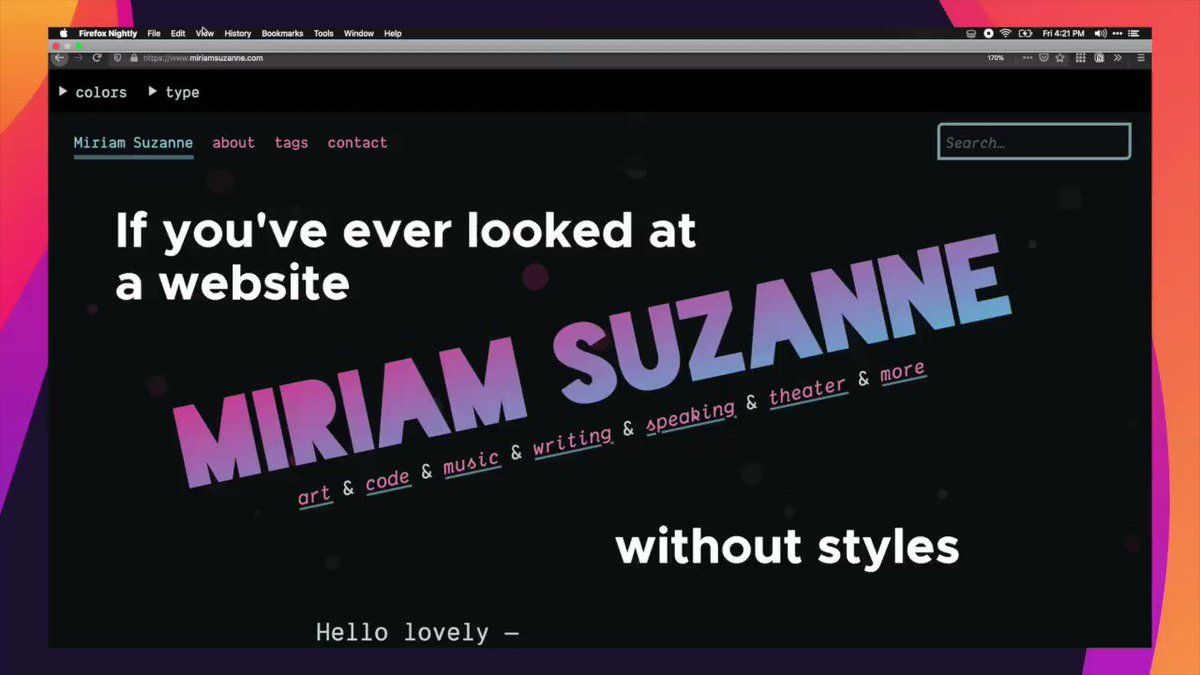 Firefox Nightly File Edit View History Bookmarks Tools Window Help Fri 4:21 PM
https://www.miriamsuzanne.com 170%
colors type
Miriam Suzanne about tags contact Search…
If you've ever looked at
a website
MIRIAM SUZANNE
art & code & music & writing & speaking & theater & more
without styles
Hello lovely —